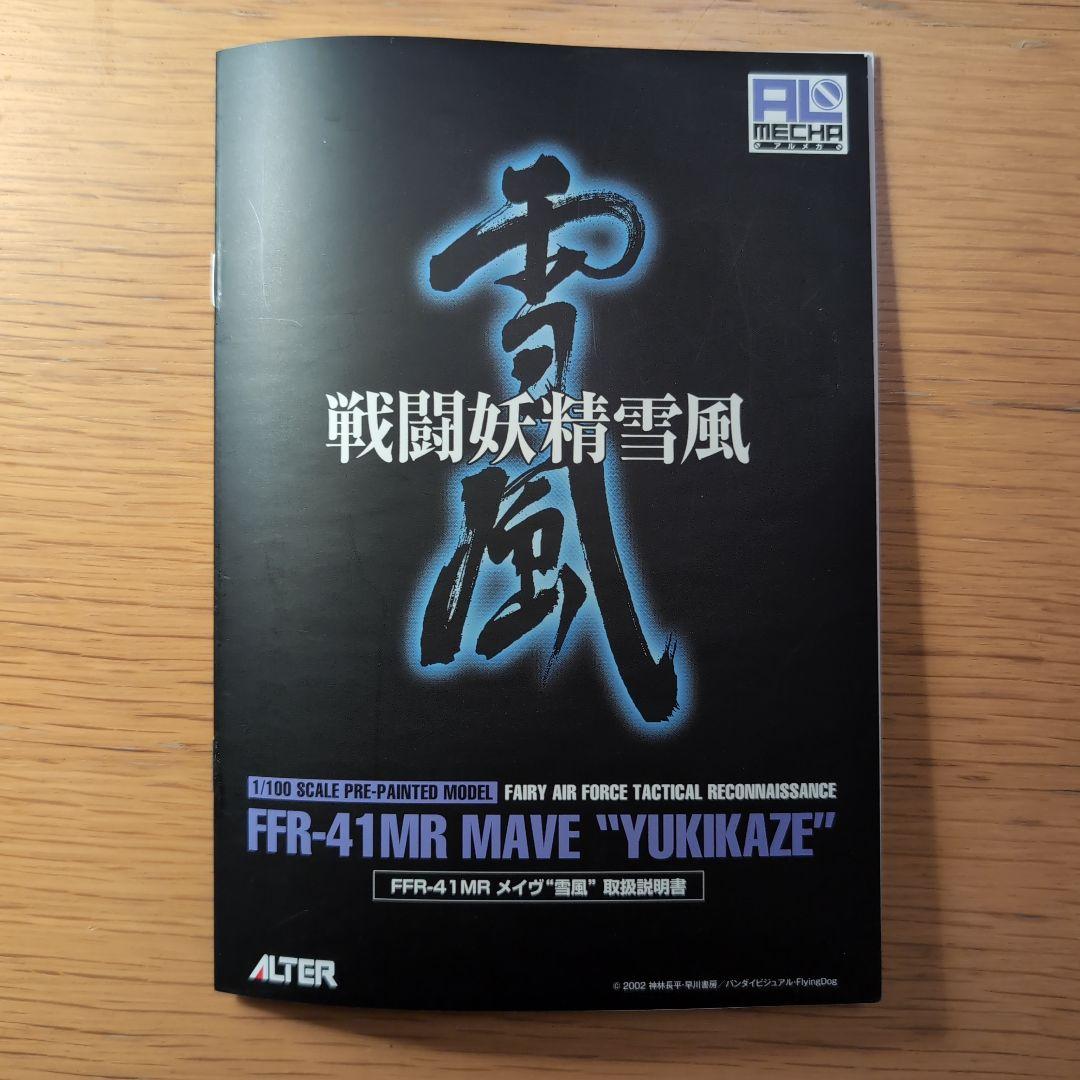 AL
MECHA
アルメカ
雪風
戦闘妖精雪風
1/100 SCALE PRE-PAINTED MODEL FAIRY AIR FORCE TACTICAL RECONNAISSANCE
FFR-41MR MAVE "YUKIKAZE"
FFR-41MR メイヴ“雪風” 取扱説明書
ALTER
© 2002 神林長平・早川書房／バンダイビジュアル・FlyingDog